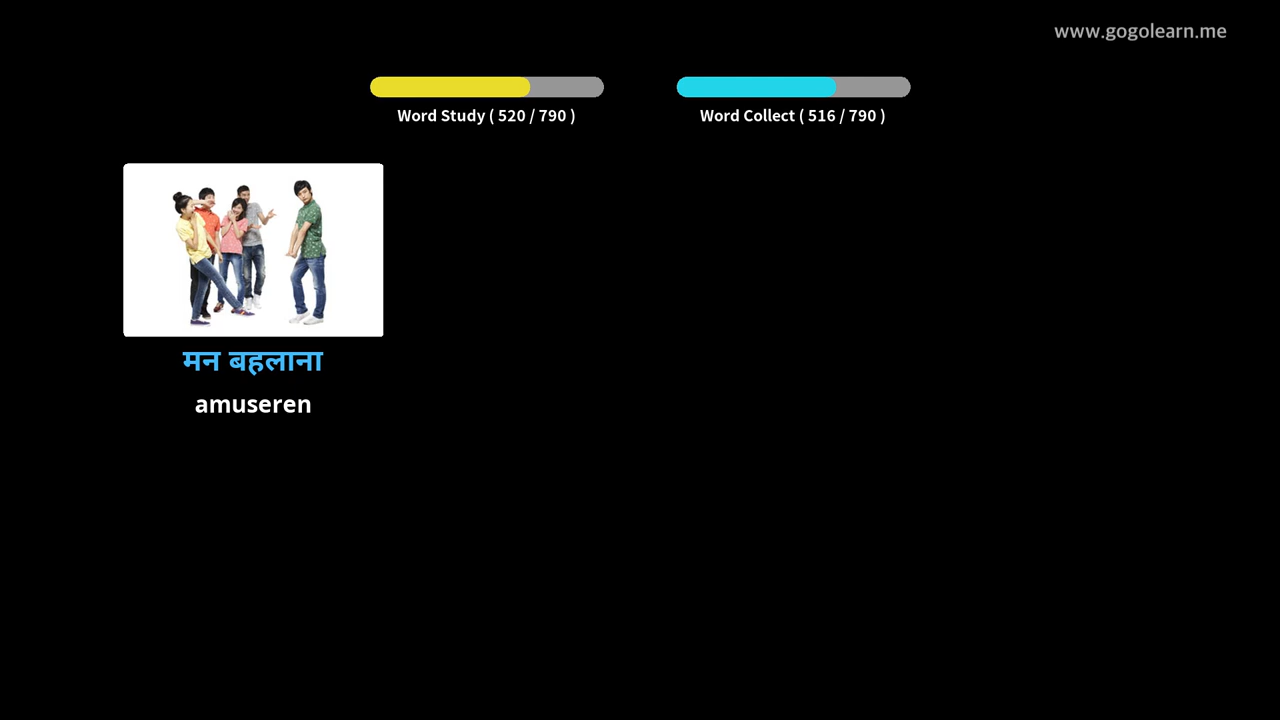 www.gogolearn.me
Word Study ( 520 / 790 )
Word Collect ( 516 / 790 )
मन बहलाना
amuseren